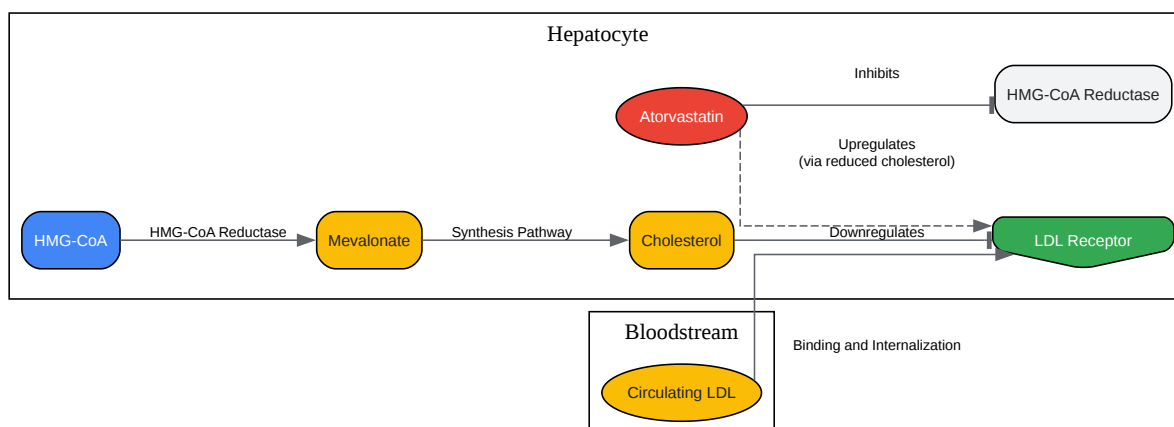 Hepatocyte
Inhibits
HMG-CoA Reductase
Atorvastatin
Upregulates
(via reduced cholesterol)
HMG-CoA
HMG-CoA Reductase
Mevalonate
Synthesis Pathway
Cholesterol
Downregulates
LDL Receptor
Bloodstream
Binding and Internalization
Circulating LDL